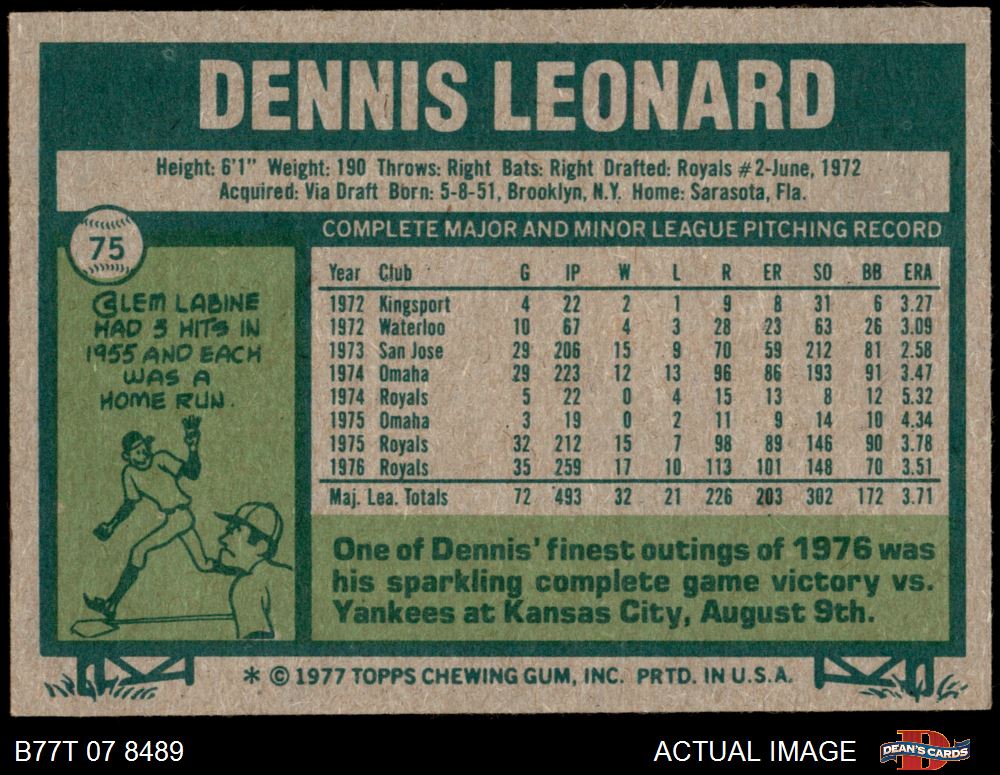 DENNIS LEONARD
Height: 6'1" Weight: 190 Throws: Right Bats: Right Drafted: Royals #2-June, 1972
Acquired: Via Draft Born: 5-8-51, Brooklyn, N.Y. Home: Sarasota, Fla.
75
CLEM LABINE
HAD 3 HITS IN
1955 AND EACH
WAS A
HOME RUN.
COMPLETE MAJOR AND MINOR LEAGUE PITCHING RECORD
Year Club G IP W L R ER SO BB ERA
1972 Kingsport 4 22 2 1 9 8 31 6 3.27
1972 Waterloo 10 67 4 3 28 23 63 26 3.09
1973 San Jose 29 206 15 9 70 59 212 81 2.58
1974 Omaha 29 223 12 13 96 86 193 91 3.47
1974 Royals 5 22 0 4 15 13 8 12 5.32
1975 Omaha 3 19 0 2 11 9 14 10 4.34
1975 Royals 32 212 15 7 98 89 146 90 3.78
1976 Royals 35 259 17 10 113 101 148 70 3.51
Maj. Lea. Totals 72 493 32 21 226 203 302 172 3.71
One of Dennis' finest outings of 1976 was
his sparkling complete game victory vs.
Yankees at Kansas City, August 9th.
* © 1977 TOPPS CHEWING GUM, INC. PRTD. IN U.S.A.
B77T 07 8489
ACTUAL IMAGE
D
DEAN'S CARDS